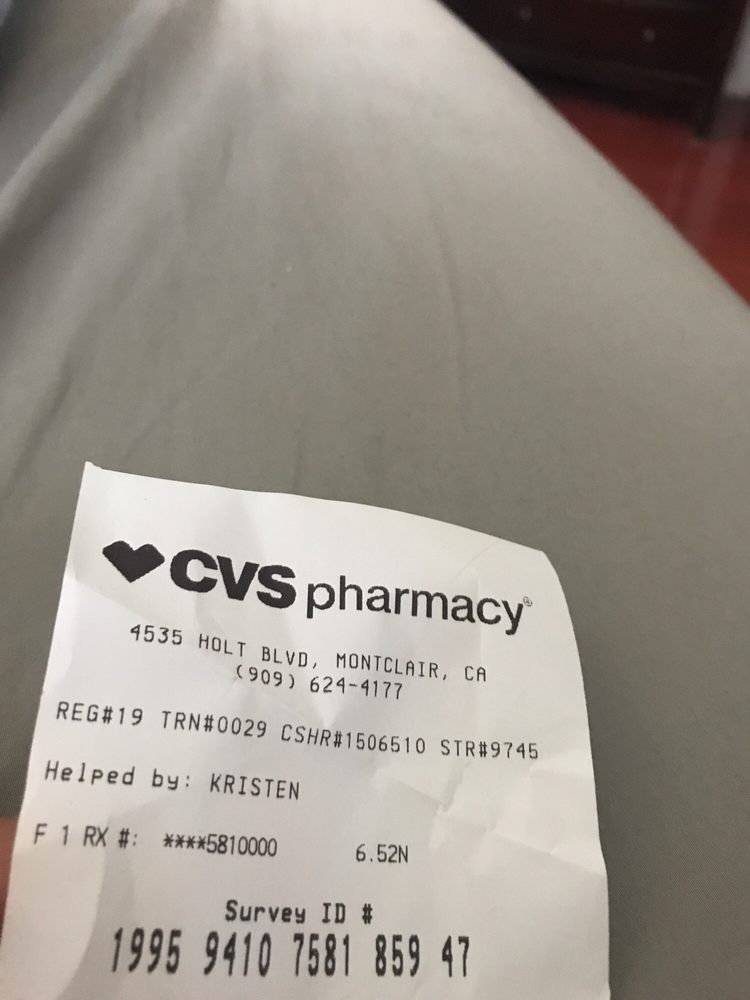 CVS pharmacy®
4535 HOLT BLVD, MONTCLAIR, CA
(909) 624-4177
REG#19 TRN#0029 CSHR#1506510 STR#9745
Helped by: KRISTEN
F 1 RX #: ****5810000 6.52N
Survey ID #
1995 9410 7581 859 47